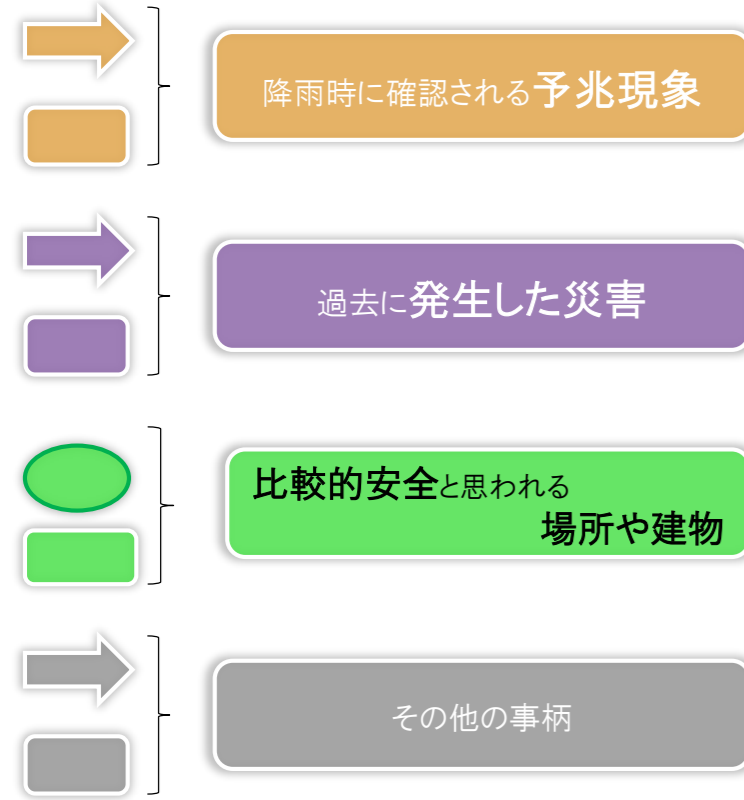 降雨時に確認される予兆現象
過去に発生した災害
比較的安全と思われる
場所や建物
その他の事柄